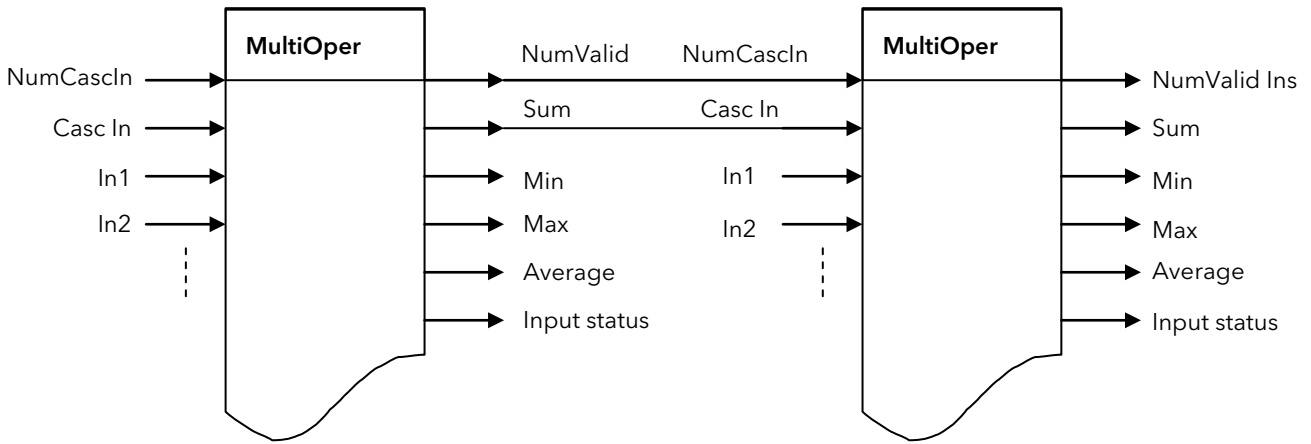 MultiOper
MultiOper
NumCascIn
NumValid
NumCascIn
NumValid Ins
Casc In
Sum
Casc In
Sum
In1
Min
In1
Min
In2
Max
In2
Max
Average
Average
Input status
Input status